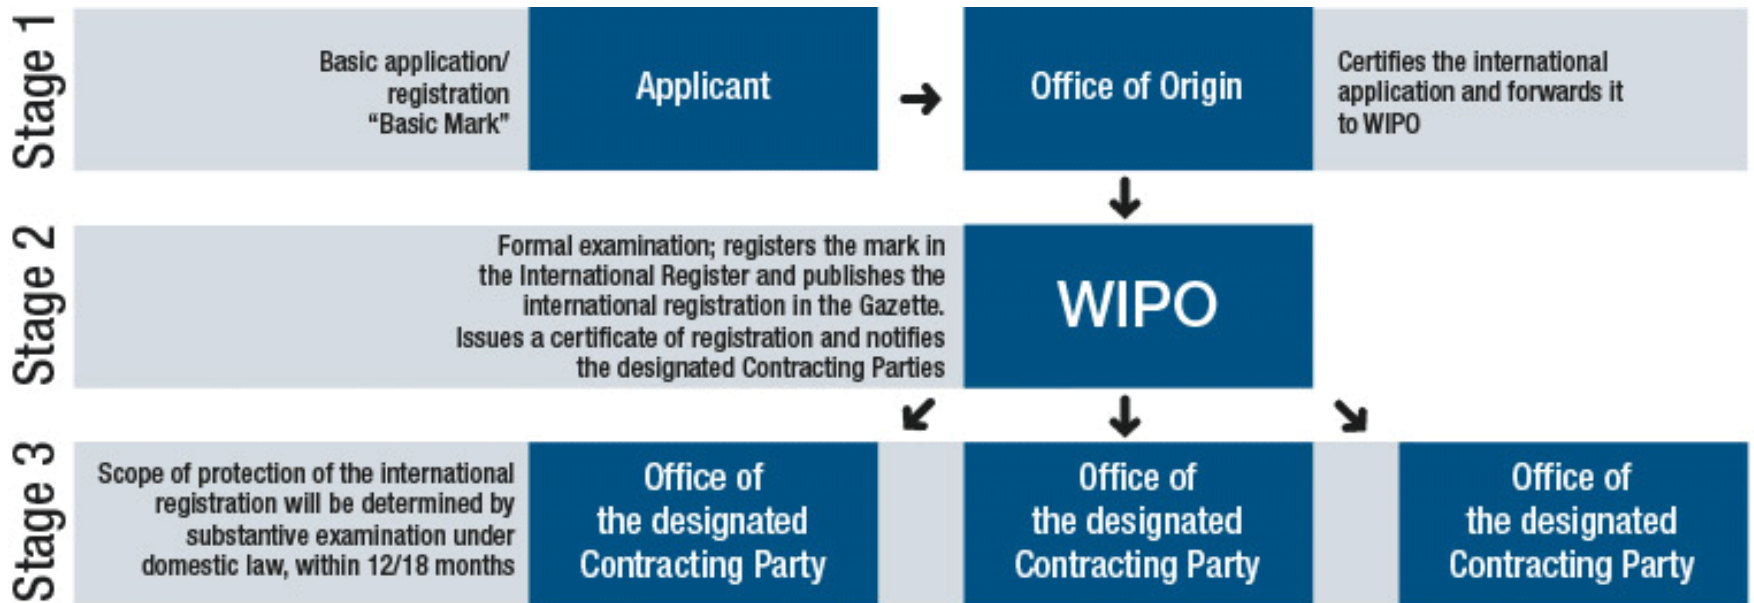 Stage 1
Basic application/
registration
“Basic Mark”
Applicant
Office of Origin
Certifies the international
application and forwards it
to WIPO
Stage 2
Formal examination; registers the mark in
the International Register and publishes the
international registration in the Gazette.
Issues a certificate of registration and notifies
the designated Contracting Parties
WIPO
Stage 3
Scope of protection of the international
registration will be determined by
substantive examination under
domestic law, within 12/18 months
Office of
the designated
Contracting Party
Office of
the designated
Contracting Party
Office of
the designated
Contracting Party